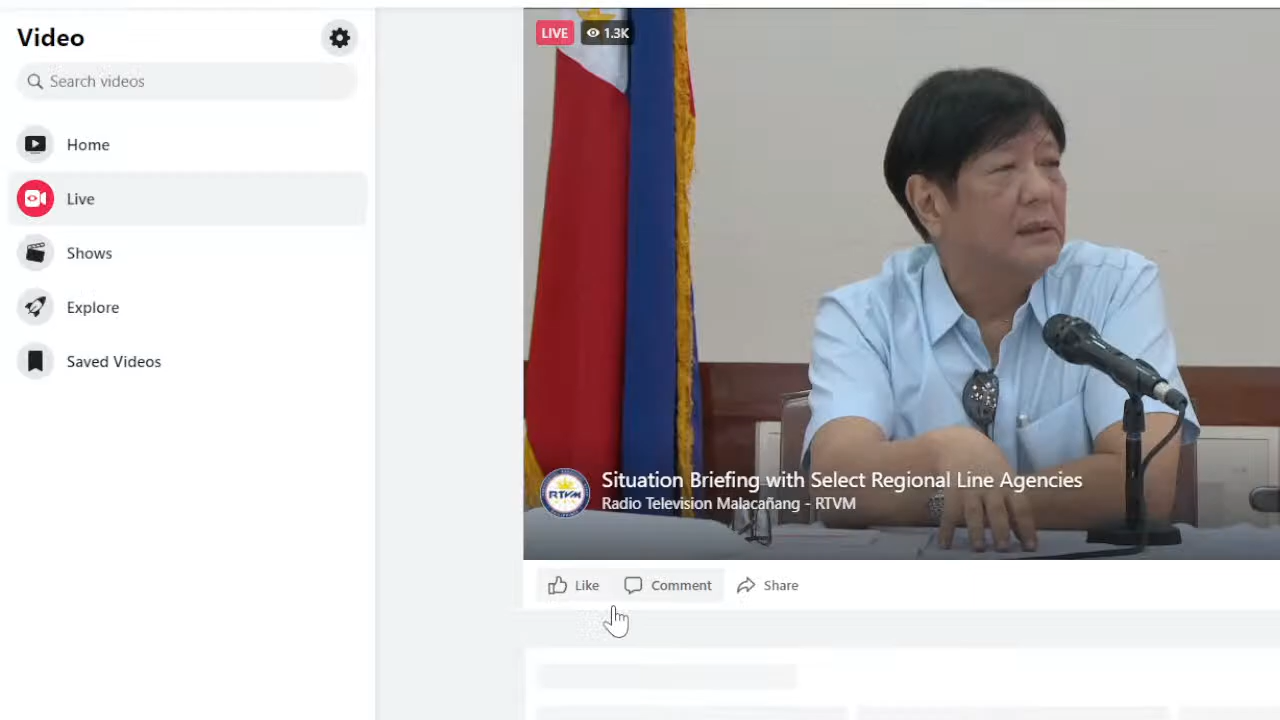 Video
Search videos
Home
Live
Shows
Explore
Saved Videos
LIVE
1.3K
RTVM
Situation Briefing with Select Regional Line Agencies
Radio Television Malacañang - RTVM
Like
Comment
Share